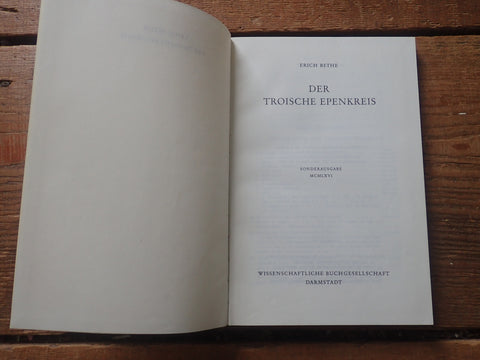 ERICH BETHE
DER
TROISCHE EPENKREIS
SONDERAUSGABE
MCMLXVI
WISSENSCHAFTLICHE BUCHGESELLSCHAFT
DARMSTADT